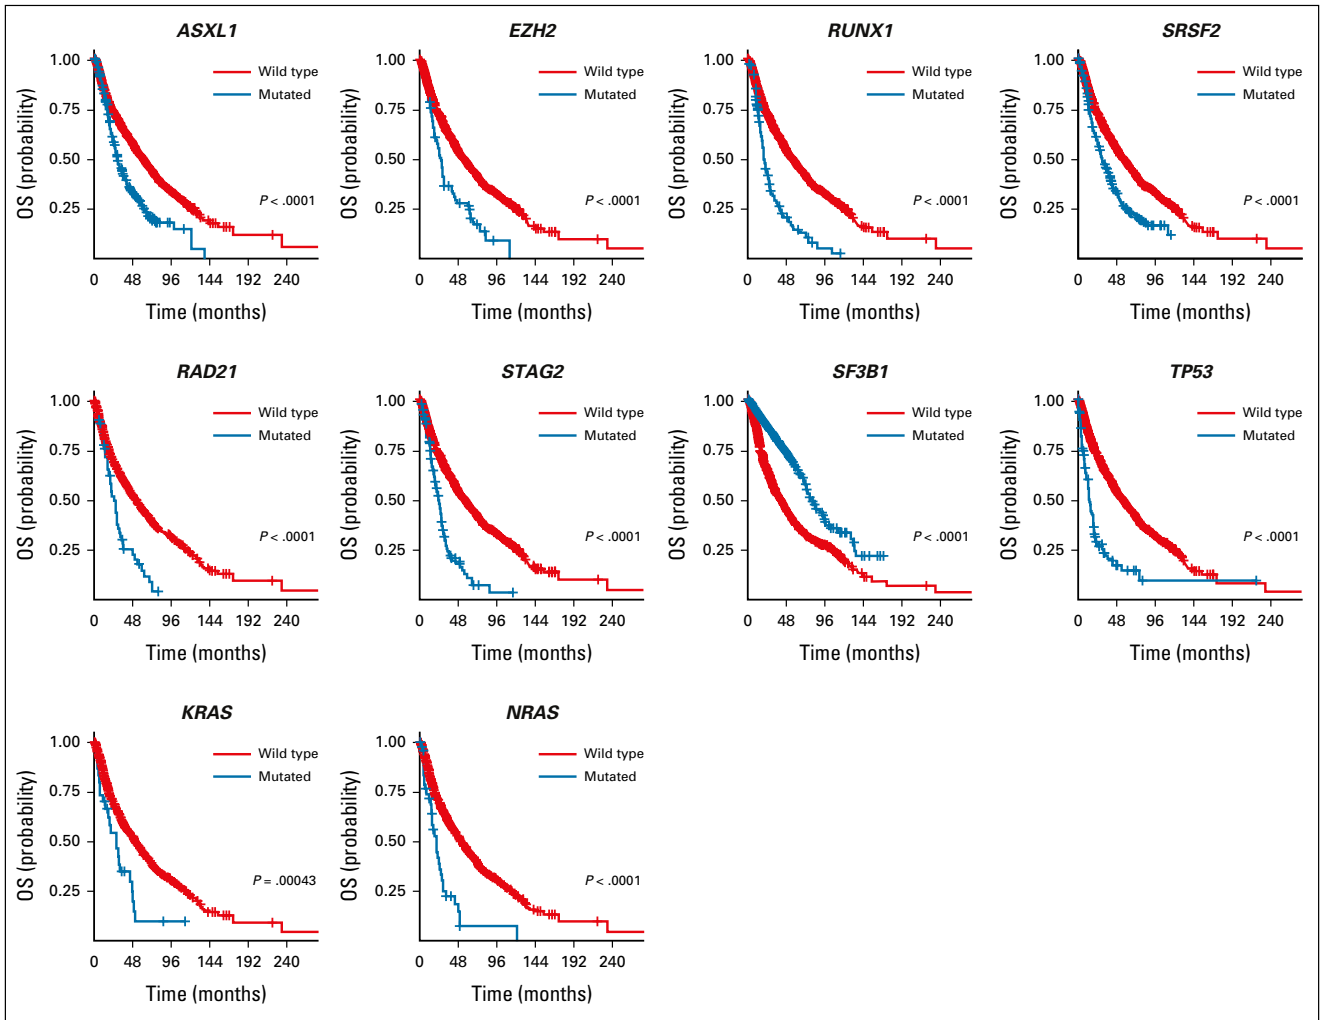 ASXL1
1.00
0.75
0.50
0.25
OS (probability)
Wild type
Mutated
P < .0001
0 48 96 144 192 240
Time (months)
EZH2
1.00
0.75
0.50
0.25
OS (probability)
Wild type
Mutated
P < .0001
0 48 96 144 192 240
Time (months)
RUNX1
1.00
0.75
0.50
0.25
OS (probability)
Wild type
Mutated
P < .0001
0 48 96 144 192 240
Time (months)
SRSF2
1.00
0.75
0.50
0.25
OS (probability)
Wild type
Mutated
P < .0001
0 48 96 144 192 240
Time (months)
RAD21
1.00
0.75
0.50
0.25
OS (probability)
Wild type
Mutated
P < .0001
0 48 96 144 192 240
Time (months)
STAG2
1.00
0.75
0.50
0.25
OS (probability)
Wild type
Mutated
P < .0001
0 48 96 144 192 240
Time (months)
SF3B1
1.00
0.75
0.50
0.25
OS (probability)
Wild type
Mutated
P < .0001
0 48 96 144 192 240
Time (months)
TP53
1.00
0.75
0.50
0.25
OS (probability)
Wild type
Mutated
P < .0001
0 48 96 144 192 240
Time (months)
KRAS
1.00
0.75
0.50
0.25
OS (probability)
Wild type
Mutated
P = .00043
0 48 96 144 192 240
Time (months)
NRAS
1.00
0.75
0.50
0.25
OS (probability)
Wild type
Mutated
P < .0001
0 48 96 144 192 240
Time (months)